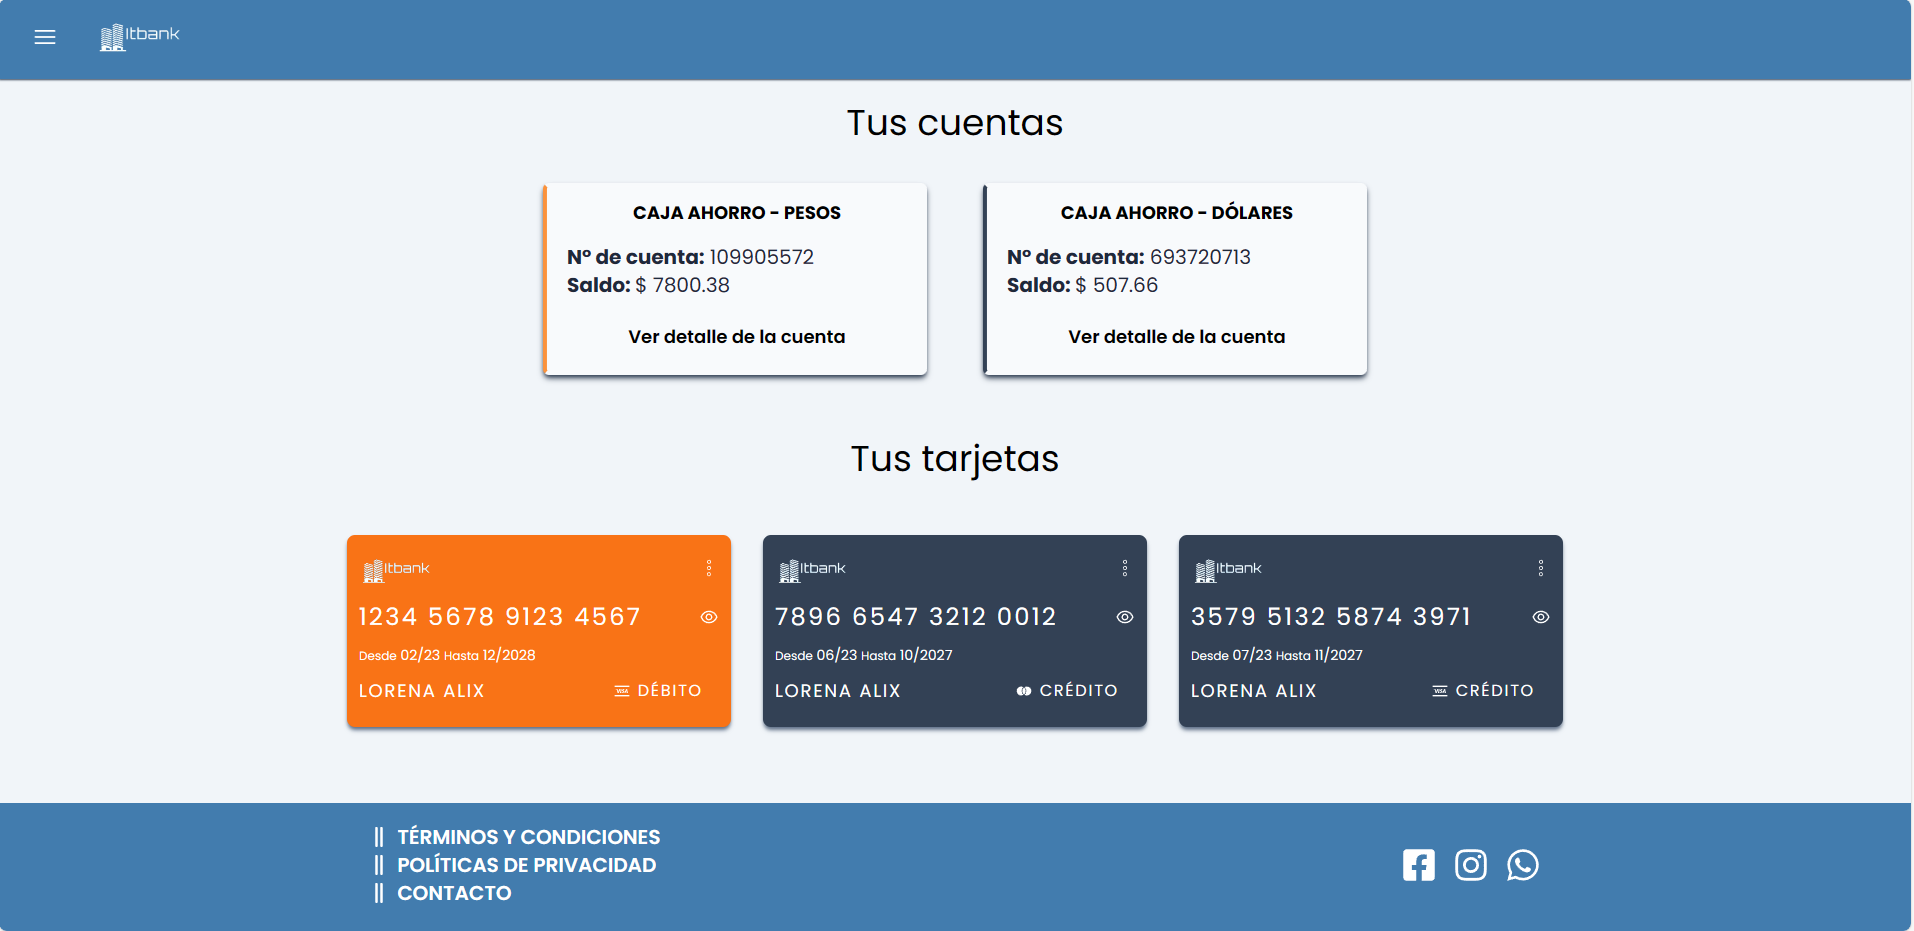 Itbank
Tus cuentas
CAJA AHORRO - PESOS
Nº de cuenta: 109905572
Saldo: $ 7800.38
Ver detalle de la cuenta
CAJA AHORRO - DÓLARES
Nº de cuenta: 693720713
Saldo: $ 507.66
Ver detalle de la cuenta
Tus tarjetas
Itbank
1234 5678 9123 4567
Desde 02/23 Hasta 12/2028
LORENA ALIX
VISA DÉBITO
Itbank
7896 6547 3212 0012
Desde 06/23 Hasta 10/2027
LORENA ALIX
CRÉDITO
Itbank
3579 5132 5874 3971
Desde 07/23 Hasta 11/2027
LORENA ALIX
VISA CRÉDITO
|| TÉRMINOS Y CONDICIONES
|| POLÍTICAS DE PRIVACIDAD
|| CONTACTO